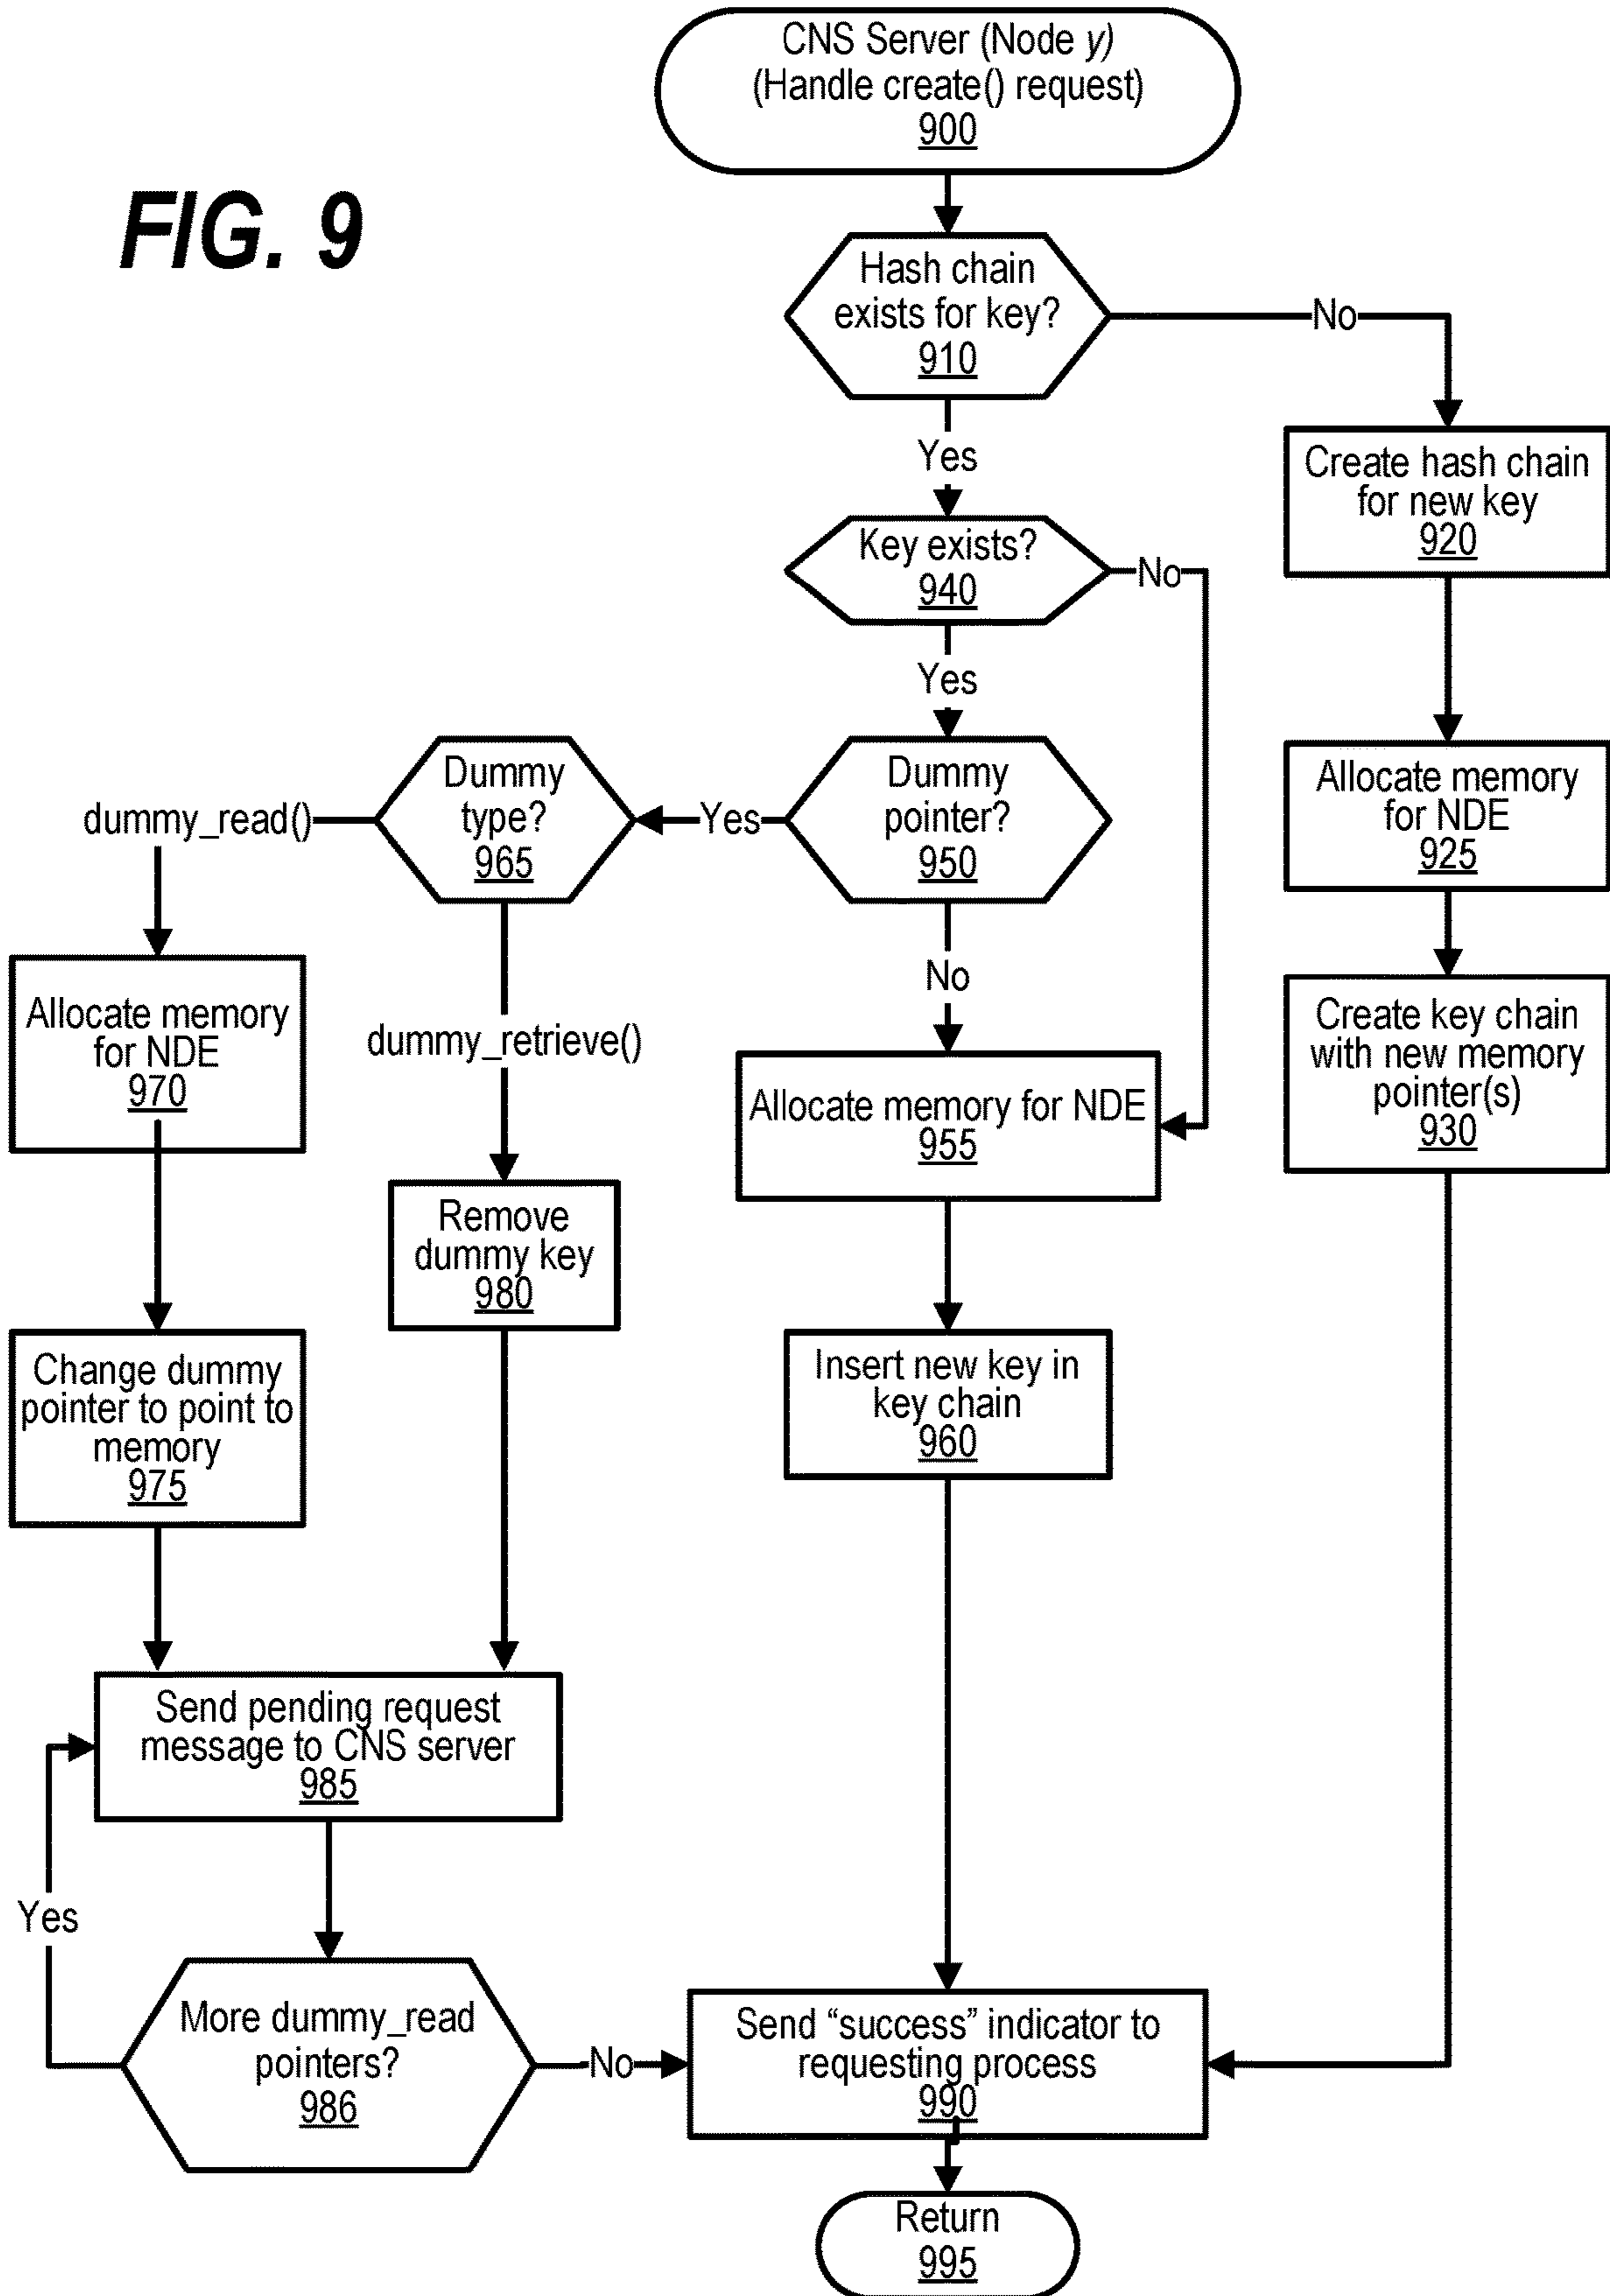 CNS Server (Node y)
(Handle create() request)
900
FIG. 9
Hash chain
exists for key?
910
No
Yes
Create hash chain
for new key
920
Key exists?
940
No
Yes
Dummy
type?
965
Dummy
pointer?
950
Yes
dummy_read()
Allocate memory
for NDE
925
No
dummy_retrieve()
Allocate memory
for NDE
970
Create key chain
with new memory
pointer(s)
930
Allocate memory for NDE
955
Remove
dummy key
980
Change dummy
pointer to point to
memory
975
Insert new key in
key chain
960
Send pending request
message to CNS server
985
Yes
More dummy_read
pointers?
986
No
Send “success” indicator to
requesting process
990
Return
995